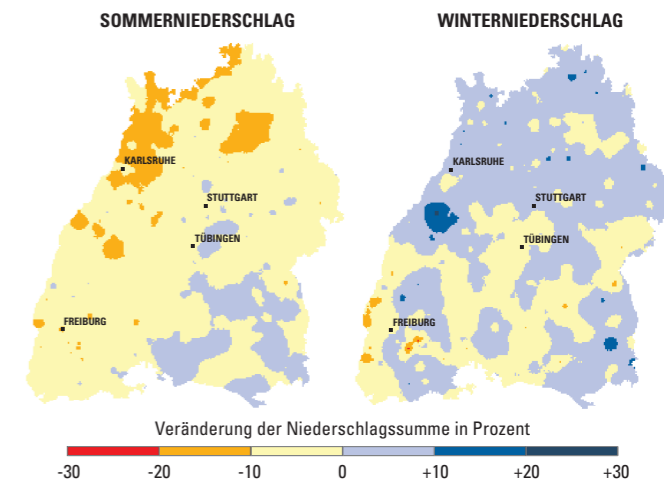 SOMMERNIEDERSCHLAG
WINTERNIEDERSCHLAG
KARLSRUHE
STUTTGART
TÜBINGEN
FREIBURG
KARLSRUHE
STUTTGART
TÜBINGEN
FREIBURG
Veränderung der Niederschlagssumme in Prozent
-30 -20 -10 0 +10 +20 +30